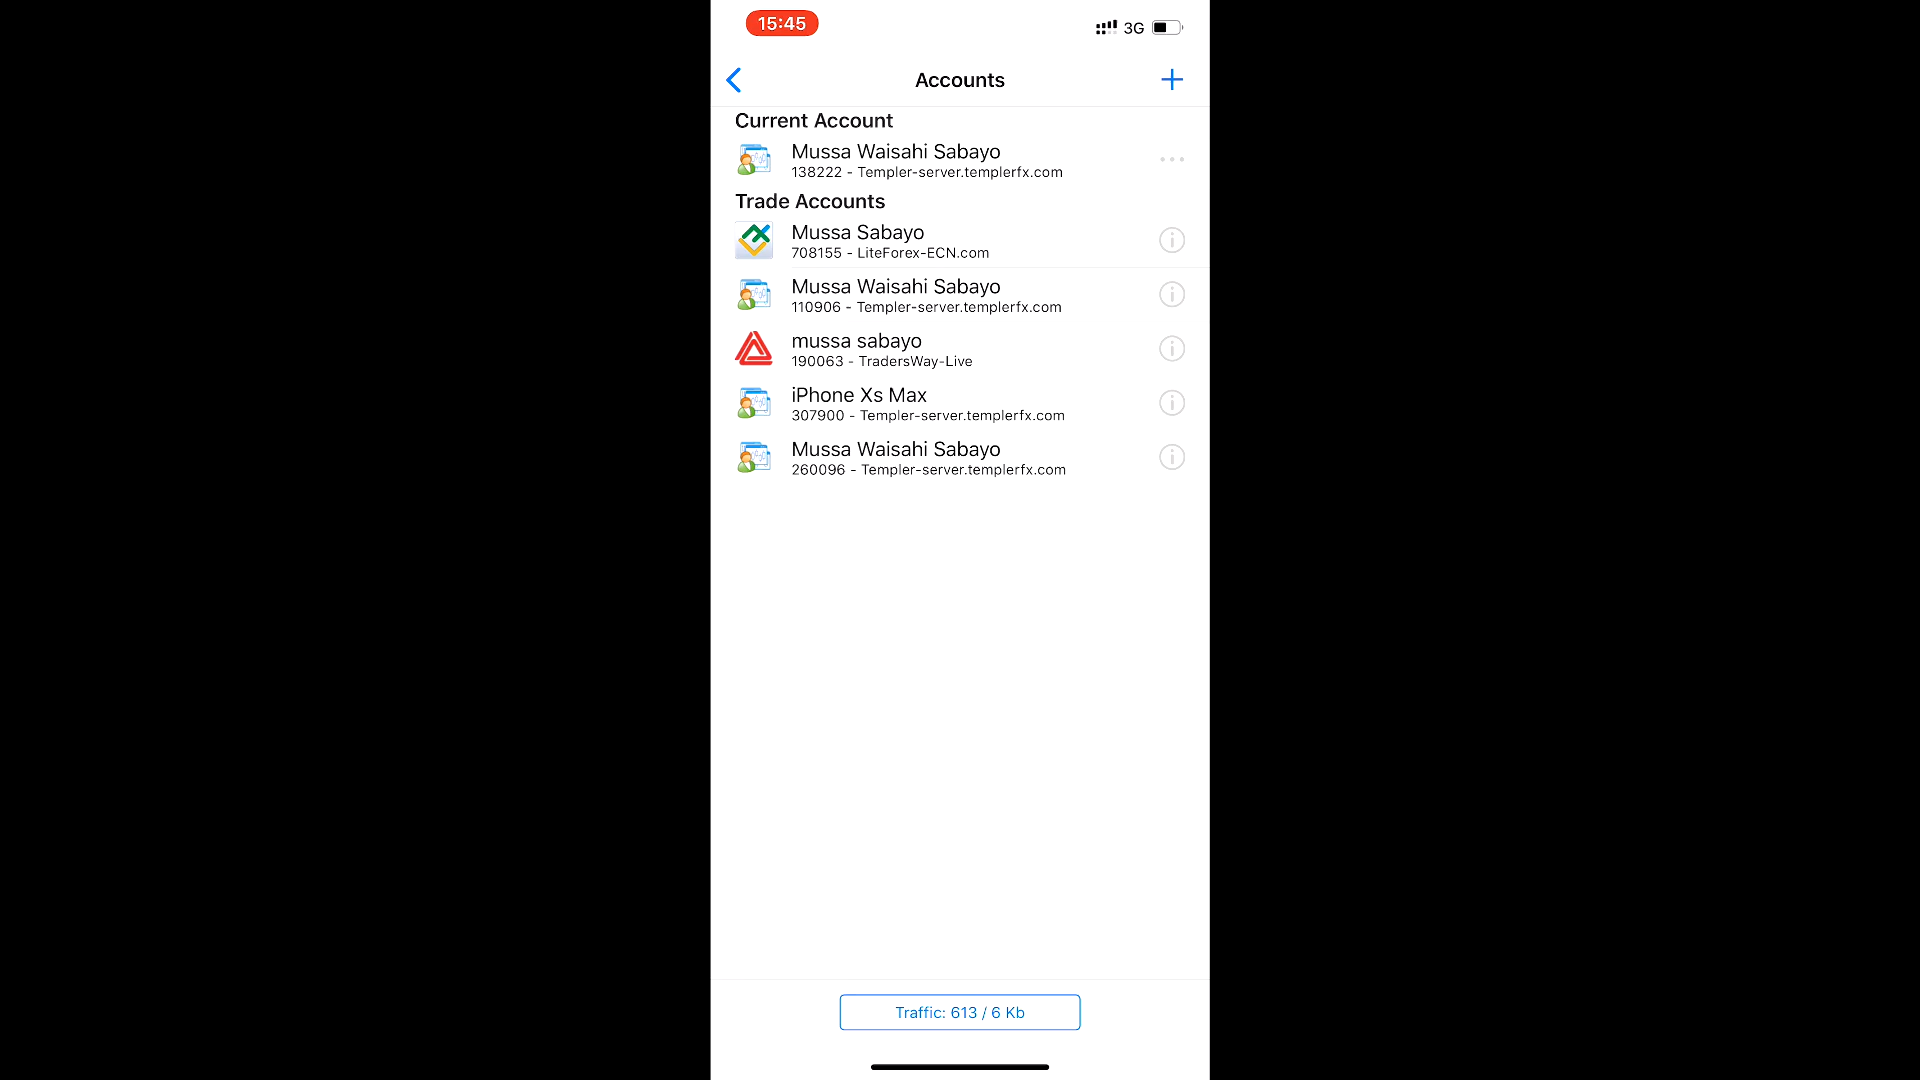 15:45
3G
Accounts
Current Account
Mussa Waisahi Sabayo
138222 - Templer-server.templerfx.com
Trade Accounts
Mussa Sabayo
708155 - LiteForex-ECN.com
Mussa Waisahi Sabayo
110906 - Templer-server.templerfx.com
mussa sabayo
190063 - TradersWay-Live
iPhone Xs Max
307900 - Templer-server.templerfx.com
Mussa Waisahi Sabayo
260096 - Templer-server.templerfx.com
Traffic: 613 / 6 Kb